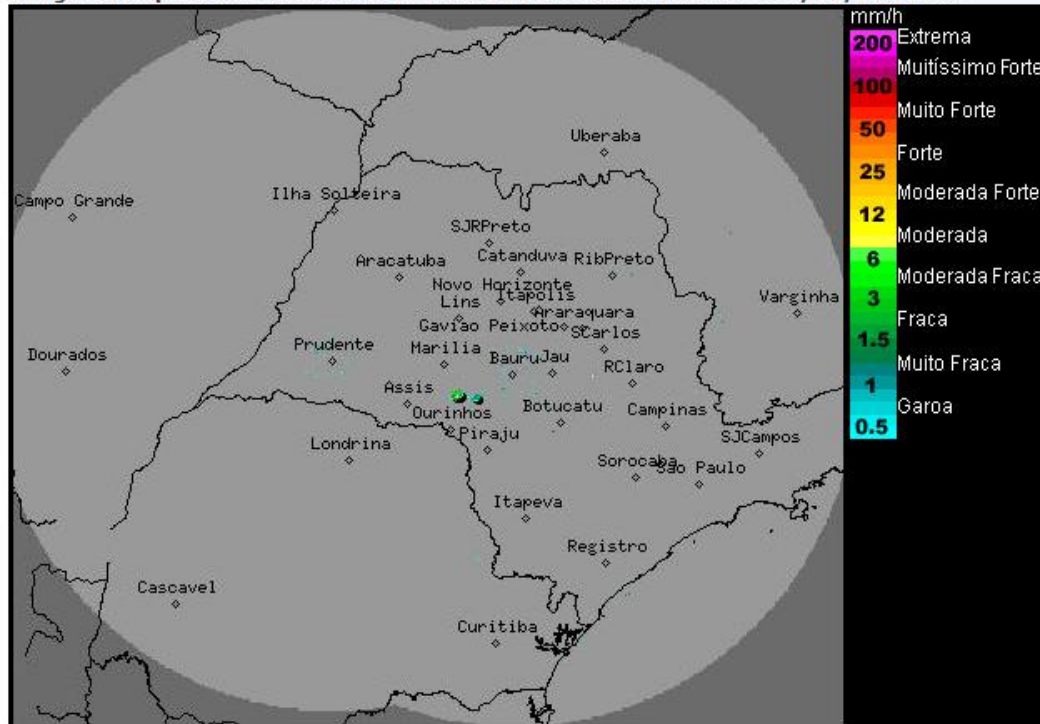 mm/h
200 Extrema
Muitíssimo Forte
100
Muito Forte
50
Forte
25
Moderada Forte
12
Moderada
6
Moderada Fraca
3
Fraca
1.5
Muito Fraca
1
Garoa
0.5
Uberaba
Campo Grande
Ilha Solteira
SJRPreto
Aracatuba
Catanduva
RibPreto
Novo Horizonte
Itapolis
Lins
Araraquara
Varginha
Gaviao Peixoto
SCarlos
Dourados
Prudente
Marilia
Bauru
Jau
RClaro
Assis
Ourinhos
Botucatu
Campinas
Piraju
Londrina
SJCampos
Sorocaba
Sao Paulo
Itapeva
Registro
Cascavel
Curitiba